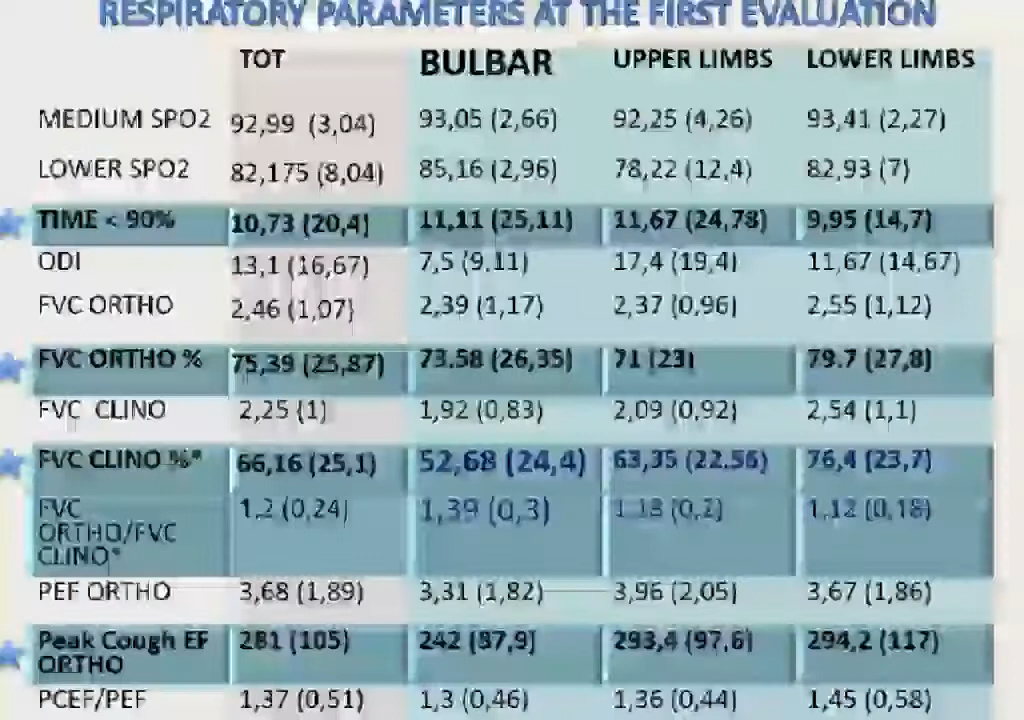 RESPIRATORY PARAMETERS AT THE FIRST EVALUATION
TOT BULBAR UPPER LIMBS LOWER LIMBS
MEDIUM SPO2 92,99 (3,04) 93,05 (2,66) 92,25 (4,26) 93,41 (2,27)
LOWER SPO2 82,175 (8,04) 85,16 (2,96) 78,22 (12,4) 82,93 (7)
TIME < 90% 10,73 (20,4) 11,11 (25,11) 11,67 (24,78) 9,95 (14,7)
ODI 13,1 (16,67) 7,5 (9.11) 17,4 (19,4) 11,67 (14,67)
FVC ORTHO 2,46 (1,07) 2,39 (1,17) 2,37 (0,96) 2,55 (1,12)
FVC ORTHO % 75,39 (25,87) 73.58 (26,35) 71 (23) 79.7 (27,8)
FVC CLINO 2,25 (1) 1,92 (0,83) 2,09 (0,92) 2,54 (1,1)
FVC CLINO %* 66,16 (25,1) 52,68 (24,4) 63,35 (22.56) 76,4 (23,7)
FVC 1,2 (0,24) 1,39 (0,3) 1,12 (0,18)
ORTHO/FVC
CLINO*
PEF ORTHO 3,68 (1,89) 3,31 (1,82) 3,96 (2,05) 3,67 (1,86)
Peak Cough EF 281 (105) 242 (87,9) 293,4 (97,6) 294,2 (117)
ORTHO
PCEF/PEF 1,37 (0,51) 1,3 (0,46) 1,36 (0,44) 1,45 (0,58)